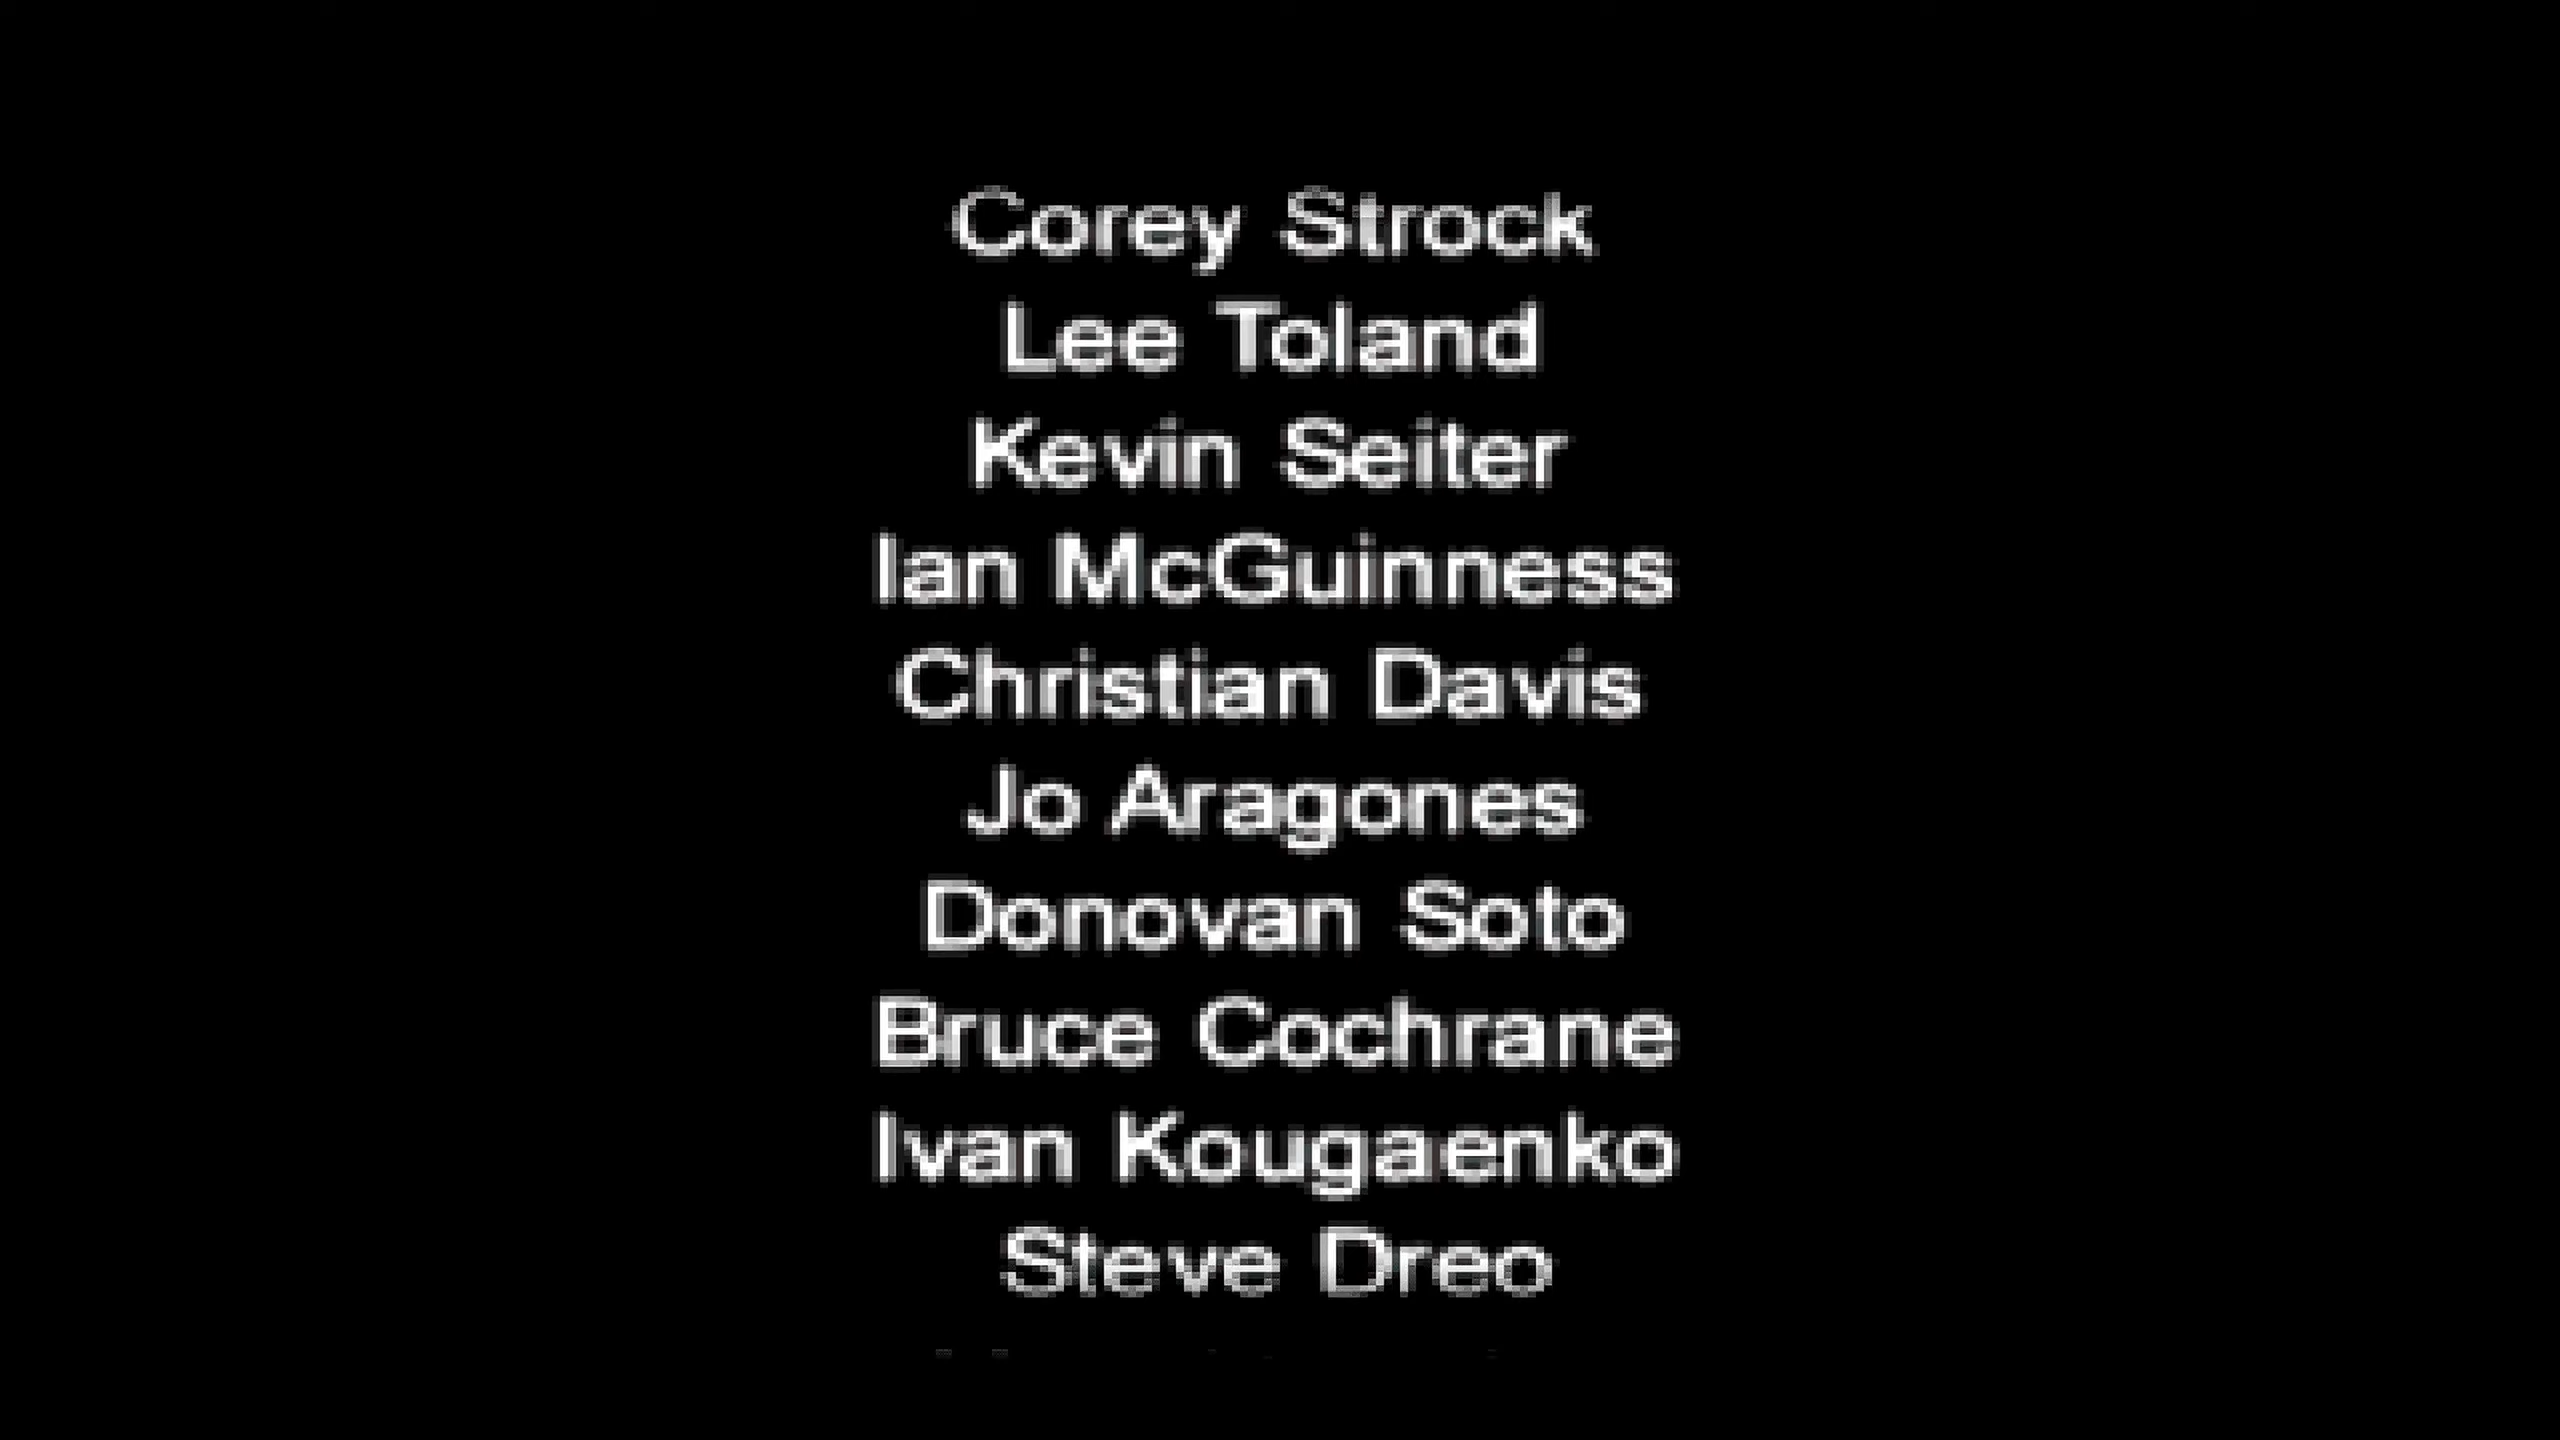 Corey Strock
Lee Toland
Kevin Seiter
Ian McGuinness
Christian Davis
Jo Aragones
Donovan Soto
Bruce Cochrane
Ivan Kougaenko
Steve Dreo